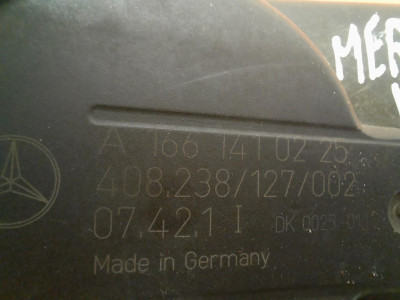 MER
A 166 141 02 25
408.238/127/002
07.42.1 I DK 0025
Made in Germany